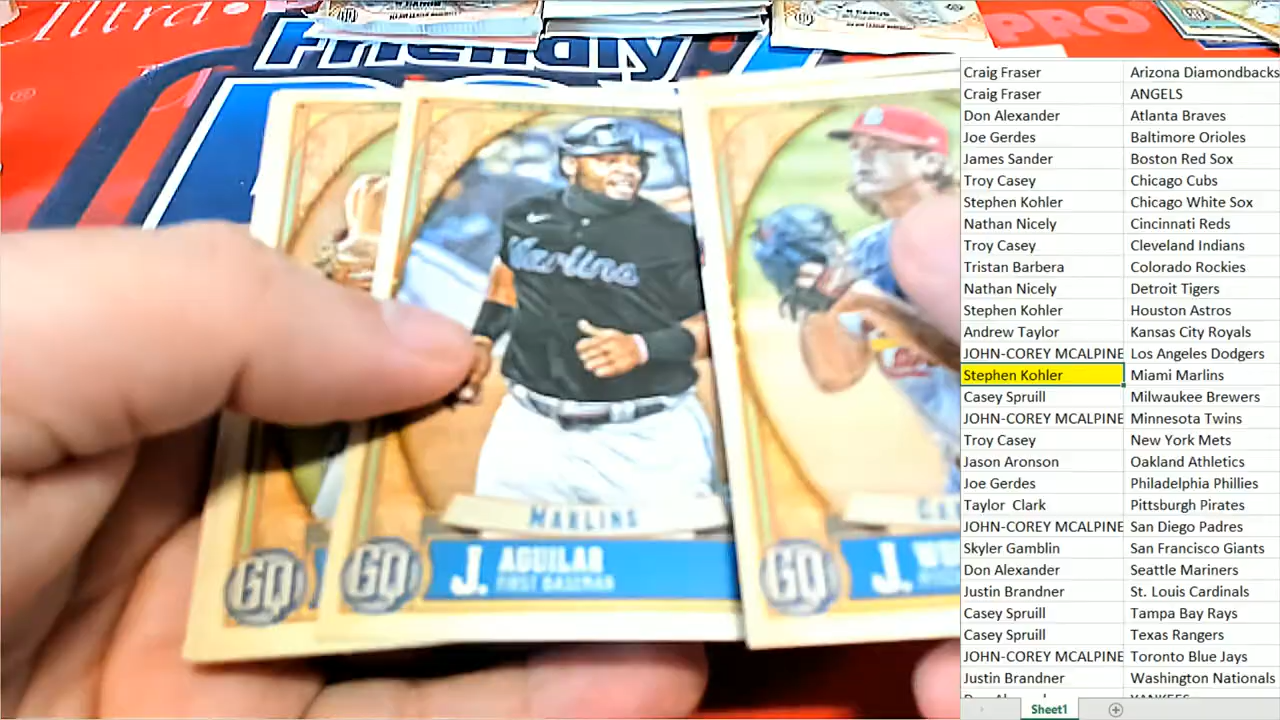 Ultra
Friendly
PRO
MARLINS
GQ
J. AGUILAR
FIRST BASEMAN
GQ
GQ
J. WO
Craig Fraser Arizona Diamondbacks
Craig Fraser ANGELS
Don Alexander Atlanta Braves
Joe Gerdes Baltimore Orioles
James Sander Boston Red Sox
Troy Casey Chicago Cubs
Stephen Kohler Chicago White Sox
Nathan Nicely Cincinnati Reds
Troy Casey Cleveland Indians
Tristan Barbera Colorado Rockies
Nathan Nicely Detroit Tigers
Stephen Kohler Houston Astros
Andrew Taylor Kansas City Royals
JOHN-COREY MCALPINE Los Angeles Dodgers
Stephen Kohler Miami Marlins
Casey Spruill Milwaukee Brewers
JOHN-COREY MCALPINE Minnesota Twins
Troy Casey New York Mets
Jason Aronson Oakland Athletics
Joe Gerdes Philadelphia Phillies
Taylor Clark Pittsburgh Pirates
JOHN-COREY MCALPINE San Diego Padres
Skyler Gamblin San Francisco Giants
Don Alexander Seattle Mariners
Justin Brandner St. Louis Cardinals
Casey Spruill Tampa Bay Rays
Casey Spruill Texas Rangers
JOHN-COREY MCALPINE Toronto Blue Jays
Justin Brandner Washington Nationals
Sheet1